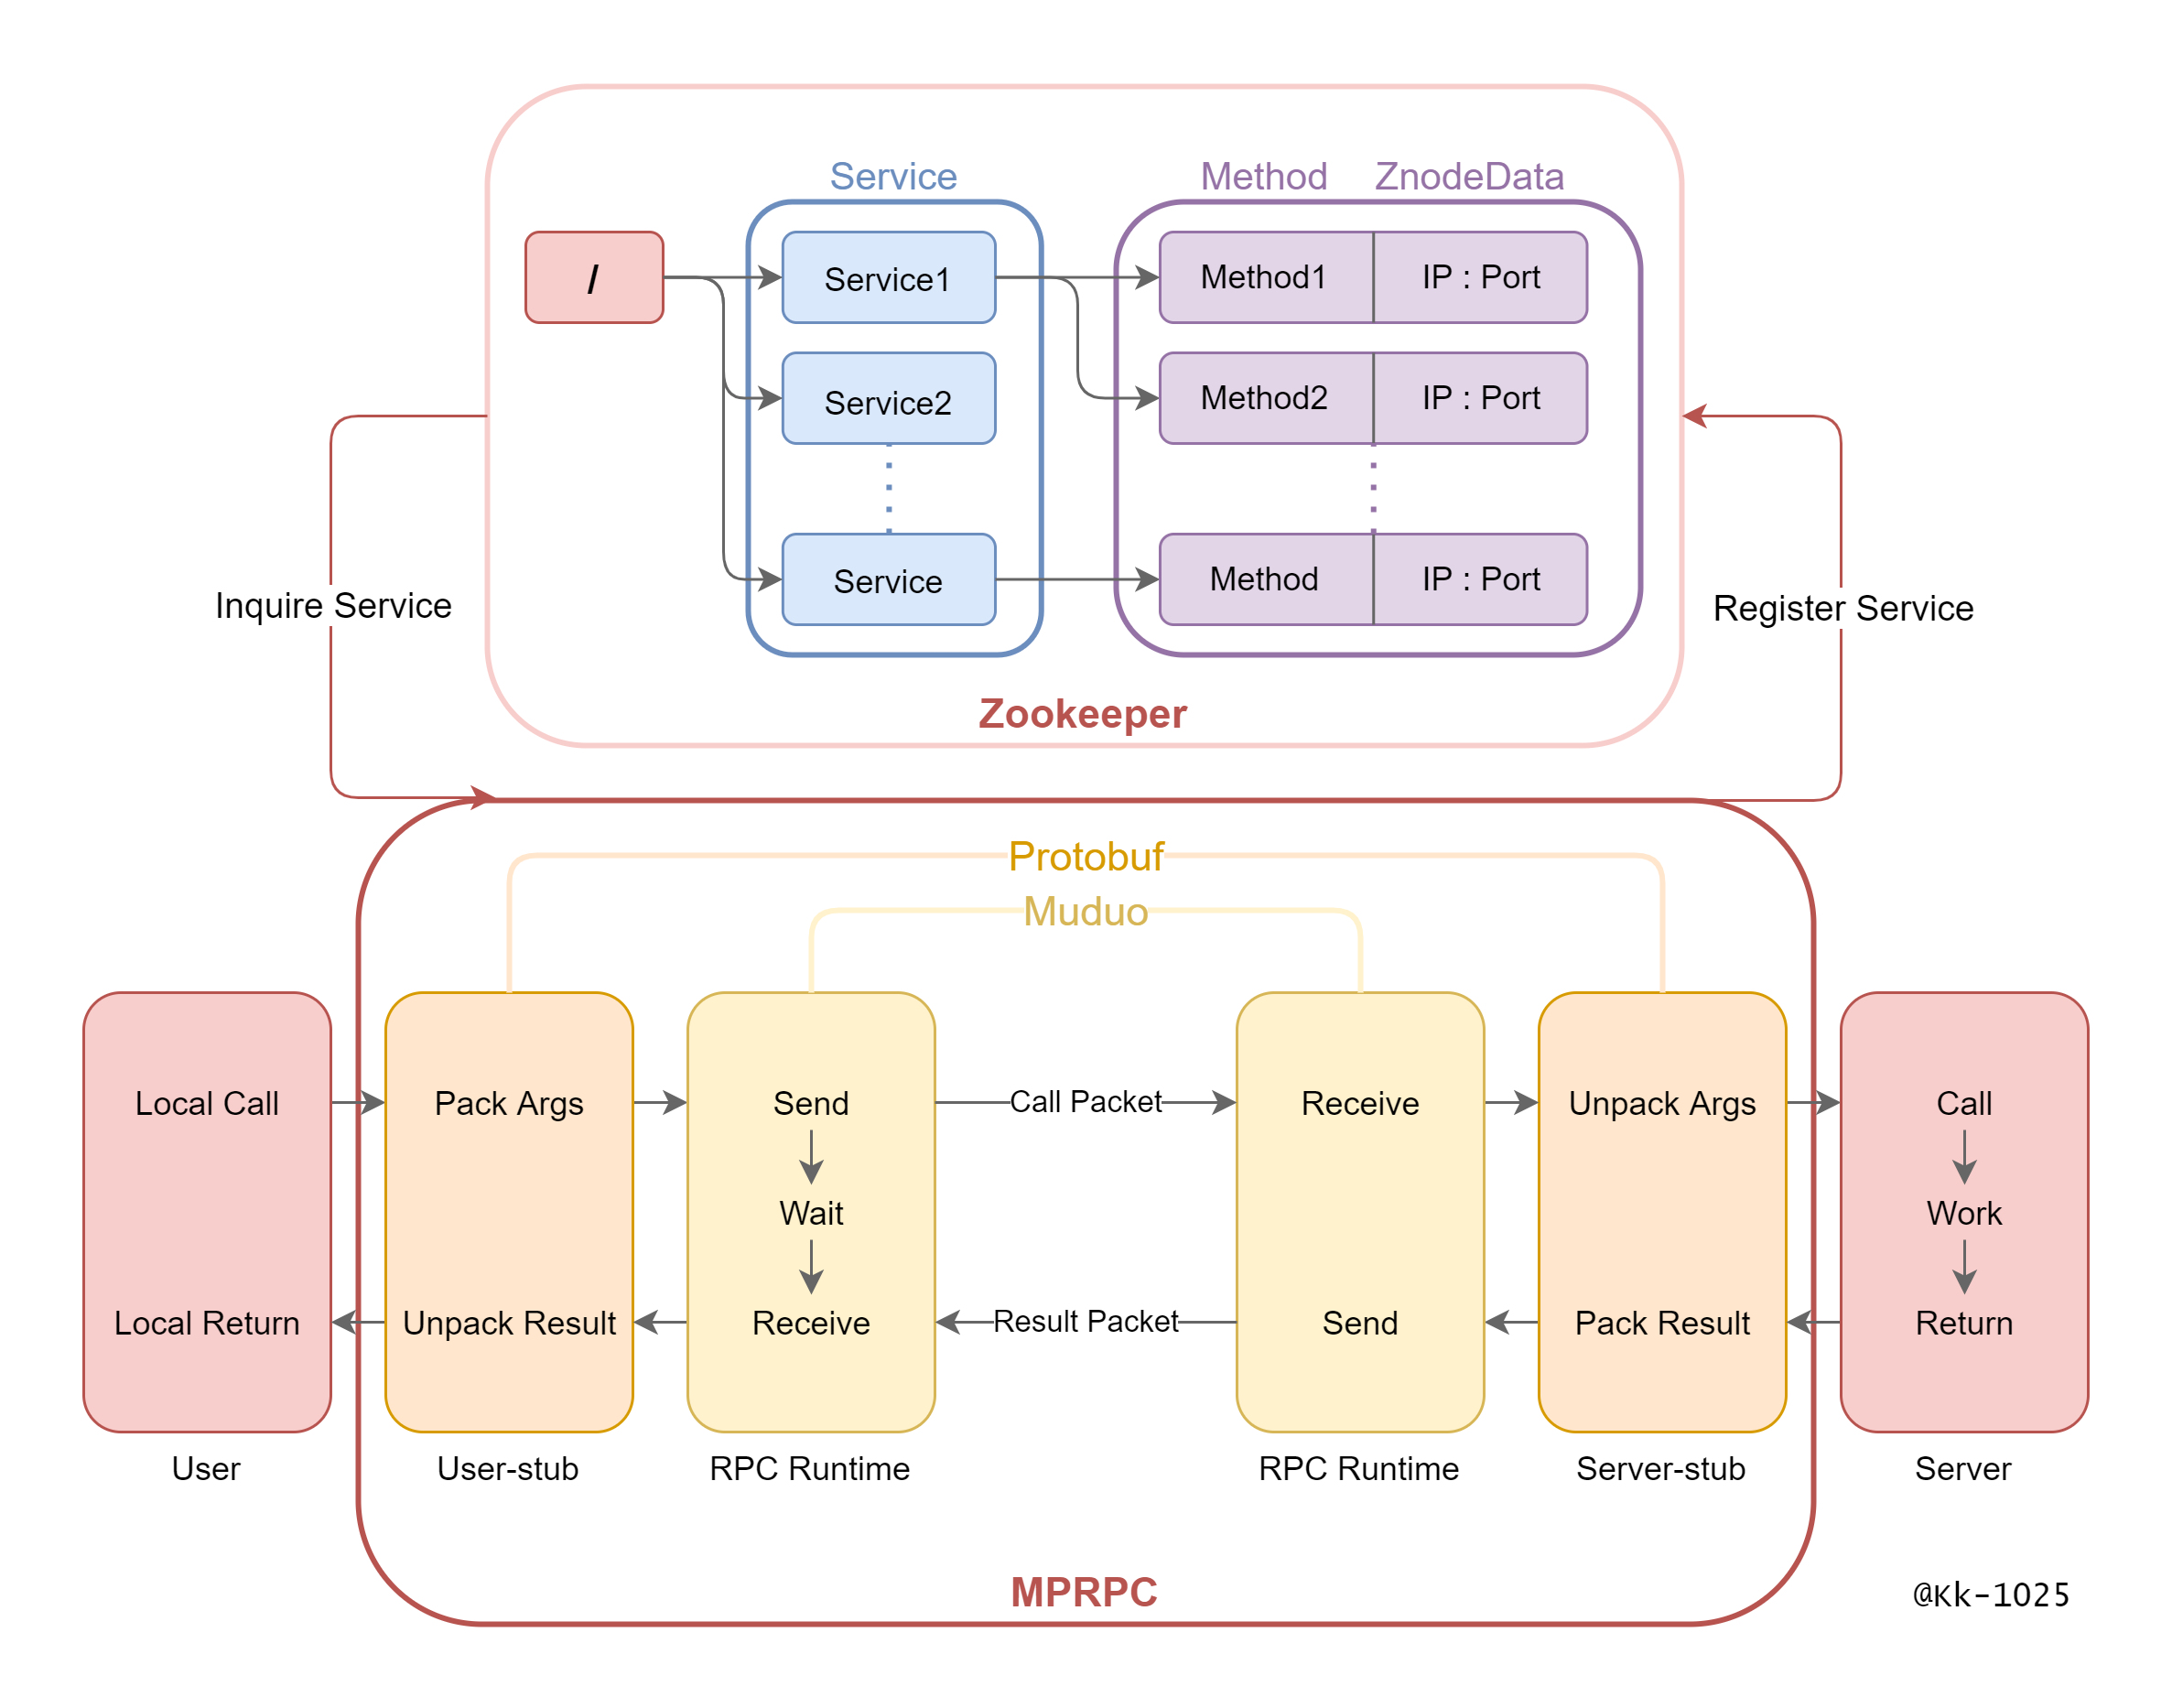 Service
Method ZnodeData
/ Service1 Method1 IP : Port
Service2 Method2 IP : Port
Service Method IP : Port
Inquire Service
Register Service
Zookeeper
Protobuf
Muduo
Local Call Pack Args Send Call Packet Receive Unpack Args Call
Wait Work
Local Return Unpack Result Receive Result Packet Send Pack Result Return
User User-stub RPC Runtime RPC Runtime Server-stub Server
MPRPC
@Kk-1025